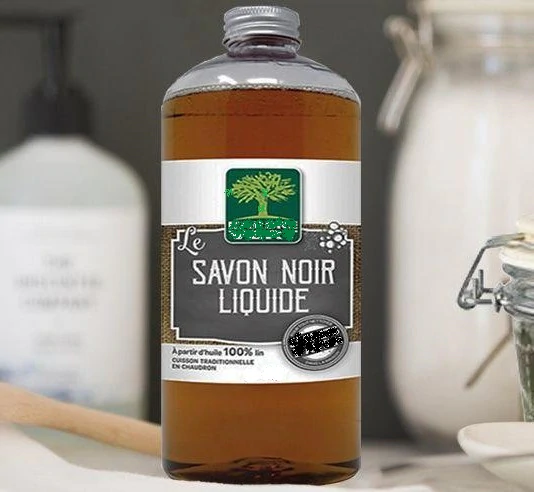 Le
SAVON NOIR
LIQUIDE
À partir d'huile 100% lin
CUISSON TRADITIONNELLE
EN CHAUDRON